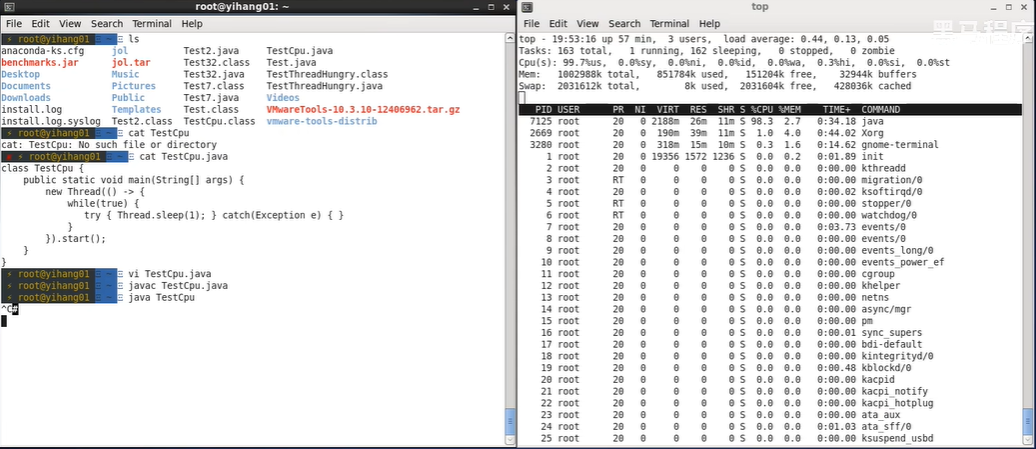 root@yihang01: ~
File Edit View Search Terminal Help
⚡ root@yihang01 ~ ls
anaconda-ks.cfg jol Test2.java TestCpu.java
benchmarks.jar jol.tar Test32.class Test.java
Desktop Music Test32.java TestThreadHungry.class
Documents Pictures Test7.class TestThreadHungry.java
Downloads Public Test7.java Videos
install.log Templates Test.class VMwareTools-10.3.10-12406962.tar.gz
install.log.syslog Test2.class TestCpu.class vmware-tools-distrib
⚡ root@yihang01 ~ cat TestCpu
cat: TestCpu: No such file or directory
⚡ root@yihang01 ~ cat TestCpu.java
class TestCpu {
public static void main(String[] args) {
new Thread(() -> {
while(true) {
try { Thread.sleep(1); } catch(Exception e) { }
}
}).start();
}
}
⚡ root@yihang01 ~ vi TestCpu.java
⚡ root@yihang01 ~ javac TestCpu.java
⚡ root@yihang01 ~ java TestCpu
^C#
top
黑马程序
File Edit View Search Terminal Help
top - 19:53:16 up 57 min, 3 users, load average: 0.44, 0.13, 0.05
Tasks: 163 total, 1 running, 162 sleeping, 0 stopped, 0 zombie
Cpu(s): 99.7%us, 0.0%sy, 0.0%ni, 0.0%id, 0.0%wa, 0.3%hi, 0.0%si, 0.0%st
Mem: 1002988k total, 851784k used, 151204k free, 32944k buffers
Swap: 2031612k total, 8k used, 2031604k free, 428036k cached
PID USER PR NI VIRT RES SHR S %CPU %MEM TIME+ COMMAND
7125 root 20 0 2188m 26m 11m S 98.3 2.7 0:34.18 java
2669 root 20 0 190m 39m 11m S 1.0 4.0 0:44.02 Xorg
3280 root 20 0 318m 15m 10m S 0.3 1.6 0:14.62 gnome-terminal
1 root 20 0 19356 1572 1236 S 0.0 0.2 0:01.89 init
2 root 20 0 0 0 0 S 0.0 0.0 0:00.00 kthreadd
3 root RT 0 0 0 0 S 0.0 0.0 0:00.00 migration/0
4 root 20 0 0 0 0 S 0.0 0.0 0:00.02 ksoftirqd/0
5 root RT 0 0 0 0 S 0.0 0.0 0:00.00 stopper/0
6 root RT 0 0 0 0 S 0.0 0.0 0:00.00 watchdog/0
7 root 20 0 0 0 0 S 0.0 0.0 0:03.73 events/0
8 root 20 0 0 0 0 S 0.0 0.0 0:00.00 events/0
9 root 20 0 0 0 0 S 0.0 0.0 0:00.00 events_long/0
10 root 20 0 0 0 0 S 0.0 0.0 0:00.00 events_power_ef
11 root 20 0 0 0 0 S 0.0 0.0 0:00.00 cgroup
12 root 20 0 0 0 0 S 0.0 0.0 0:00.00 khelper
13 root 20 0 0 0 0 S 0.0 0.0 0:00.00 netns
14 root 20 0 0 0 0 S 0.0 0.0 0:00.00 async/mgr
15 root 20 0 0 0 0 S 0.0 0.0 0:00.00 pm
16 root 20 0 0 0 0 S 0.0 0.0 0:00.01 sync_supers
17 root 20 0 0 0 0 S 0.0 0.0 0:00.00 bdi-default
18 root 20 0 0 0 0 S 0.0 0.0 0:00.00 kintegrityd/0
19 root 20 0 0 0 0 S 0.0 0.0 0:00.48 kblockd/0
20 root 20 0 0 0 0 S 0.0 0.0 0:00.00 kacpid
21 root 20 0 0 0 0 S 0.0 0.0 0:00.00 kacpi_notify
22 root 20 0 0 0 0 S 0.0 0.0 0:00.00 kacpi_hotplug
23 root 20 0 0 0 0 S 0.0 0.0 0:00.00 ata_aux
24 root 20 0 0 0 0 S 0.0 0.0 0:01.03 ata_sff/0
25 root 20 0 0 0 0 S 0.0 0.0 0:00.00 ksuspend_usbd